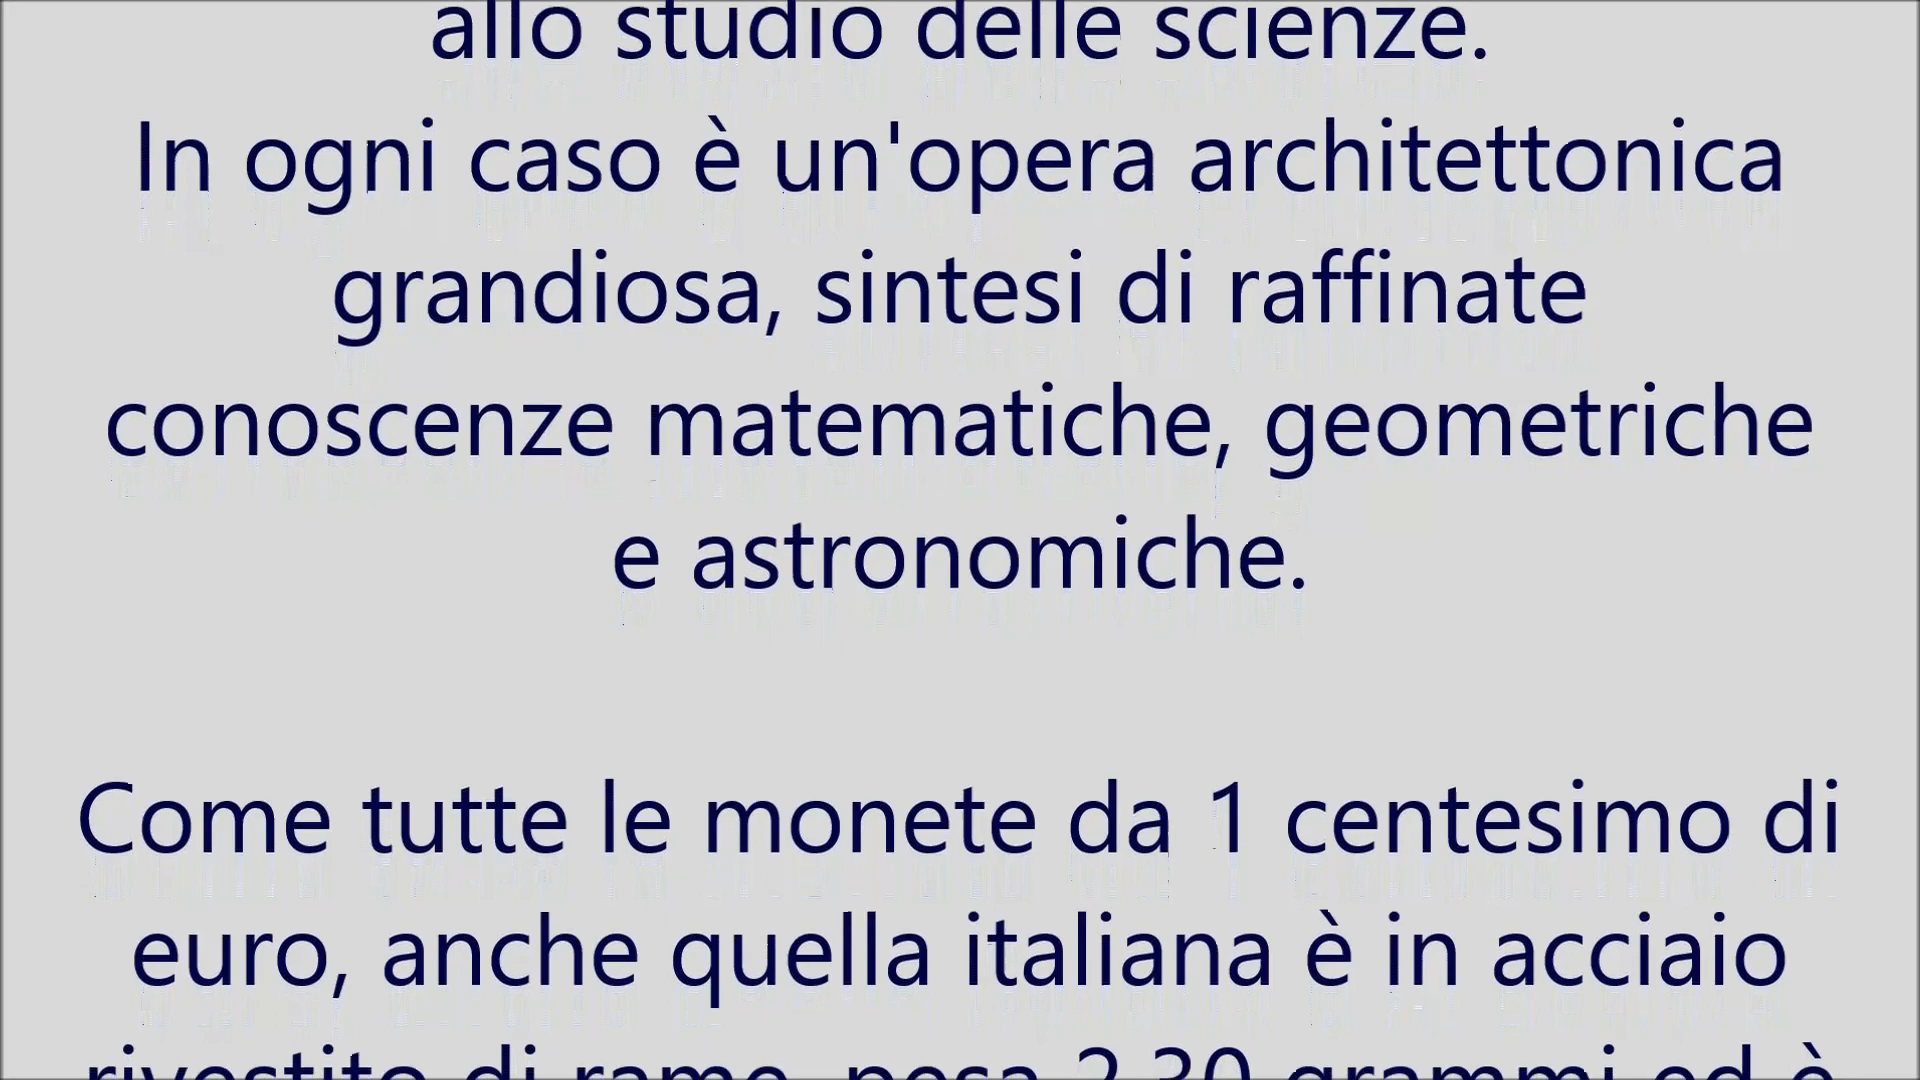 allo studio delle scienze.
In ogni caso è un'opera architettonica
grandiosa, sintesi di raffinate
conoscenze matematiche, geometriche
e astronomiche.
Come tutte le monete da 1 centesimo di
euro, anche quella italiana è in acciaio
rivestito di rame, pesa 2,30 grammi ed è